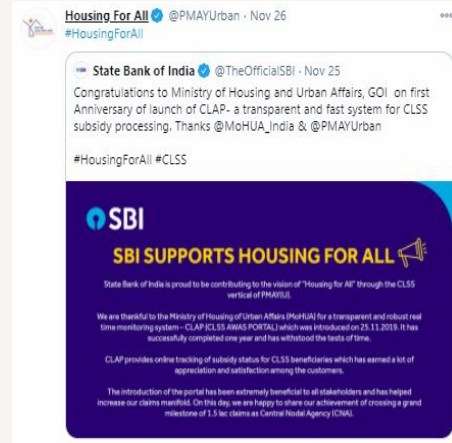 Housing For All @PMAYUrban · Nov 26
#HousingForAll
State Bank of India @TheOfficialSBI · Nov 25
Congratulations to Ministry of Housing and Urban Affairs, GOI on first
Anniversary of launch of CLAP- a transparent and fast system for CLSS
subsidy processing. Thanks @MoHUA_India & @PMAYUrban
#HousingForAll #CLSS
SBI
SBI SUPPORTS HOUSING FOR ALL
State Bank of India is proud to be contributing to the vision of "Housing for All" through the CLSS
vertical of PMAY(U).
We are thankful to the Ministry of Housing of Urban Affairs (MoHUA) for a transparent and robust real
time monitoring system - CLAP (CLSS AWAS PORTAL) which was introduced on 25.11.2019. It has
successfully completed one year and has withstood the tests of time.
CLAP provides online tracking of subsidy status for CLSS beneficiaries which has earned a lot of
appreciation and satisfaction among the customers.
The introduction of the portal has been extremely beneficial to all stakeholders and has helped
increase our claims manifold. On this day, we are happy to share our achievement of crossing a grand
milestone of 1.5 lac claims as Central Nodal Agency (CNA).